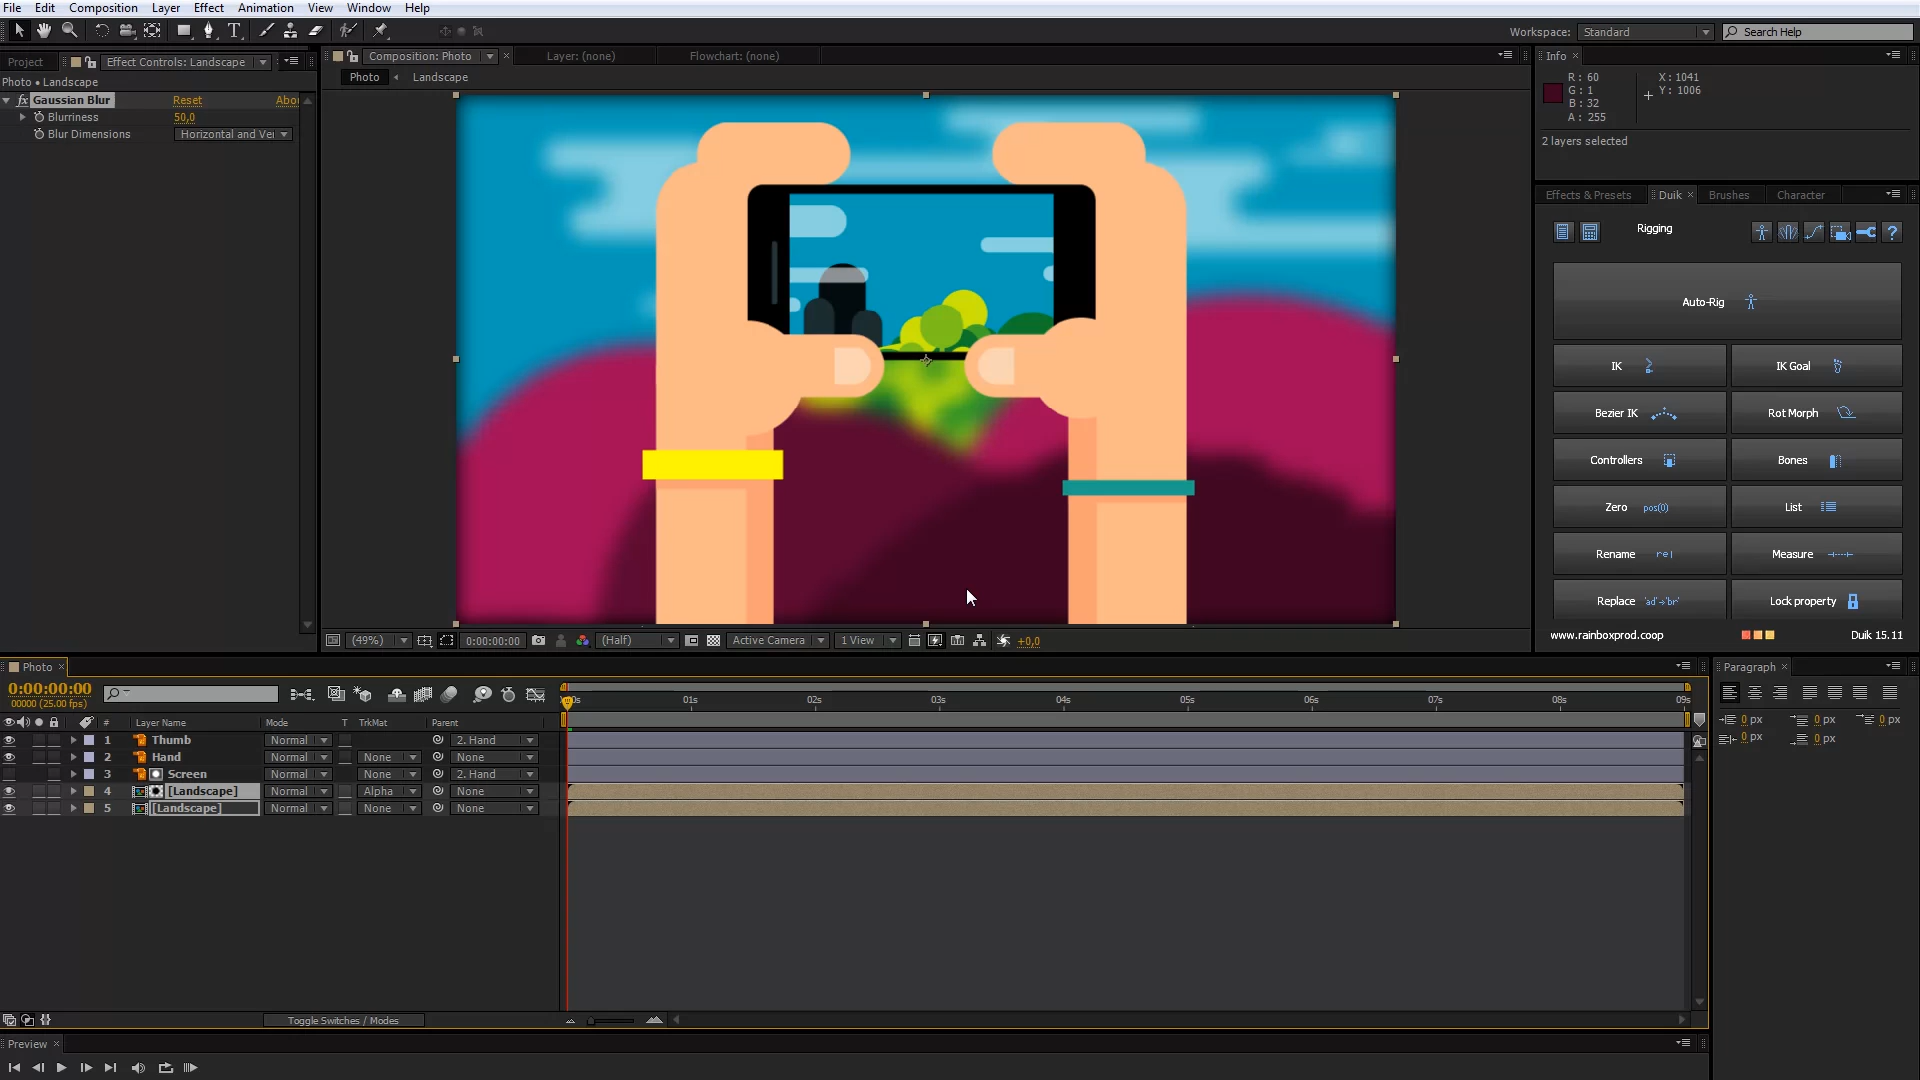 File Edit Composition Layer Effect Animation View Window Help
Workspace: Standard Search Help
Project Effect Controls: Landscape
Composition: Photo Layer: (none) Flowchart: (none)
Info
Photo • Landscape
Photo Landscape
R: 60 X: 1041
G: 1 Y: 1006
B: 32
A: 255
fx Gaussian Blur Reset Abou
Blurriness 50,0
Blur Dimensions Horizontal and Ver
2 layers selected
Effects & Presets Duik Brushes Character
Rigging ?
Auto-Rig
IK IK Goal
Bezier IK Rot Morph
Controllers Bones
Zero pos(0) List
Rename rel Measure
Replace 'ad'→'br' Lock property
www.rainboxprod.coop Duik 15.11
(49%) 0:00:00:00 (Half) Active Camera 1 View +0,0
Photo
Paragraph
0:00:00:00
00000 (25.00 fps)
0s 01s 02s 03s 04s 05s 06s 07s 08s 09s
# Layer Name Mode T TrkMat Parent
1 Thumb Normal 2. Hand
2 Hand Normal None None
3 Screen Normal None 2. Hand
4 [Landscape] Normal Alpha None
5 [Landscape] Normal None None
0 px 0 px 0 px
0 px 0 px
Toggle Switches / Modes
Preview